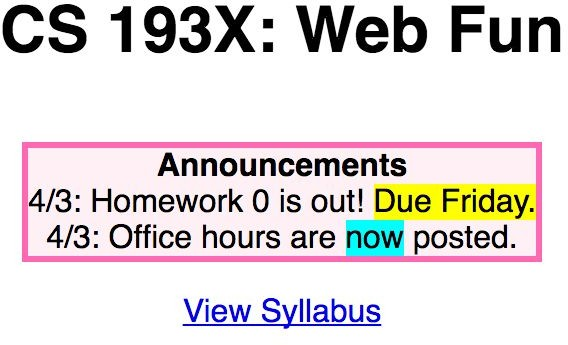 CS 193X: Web Fun
Announcements
4/3: Homework 0 is out! Due Friday.
4/3: Office hours are now posted.
View Syllabus